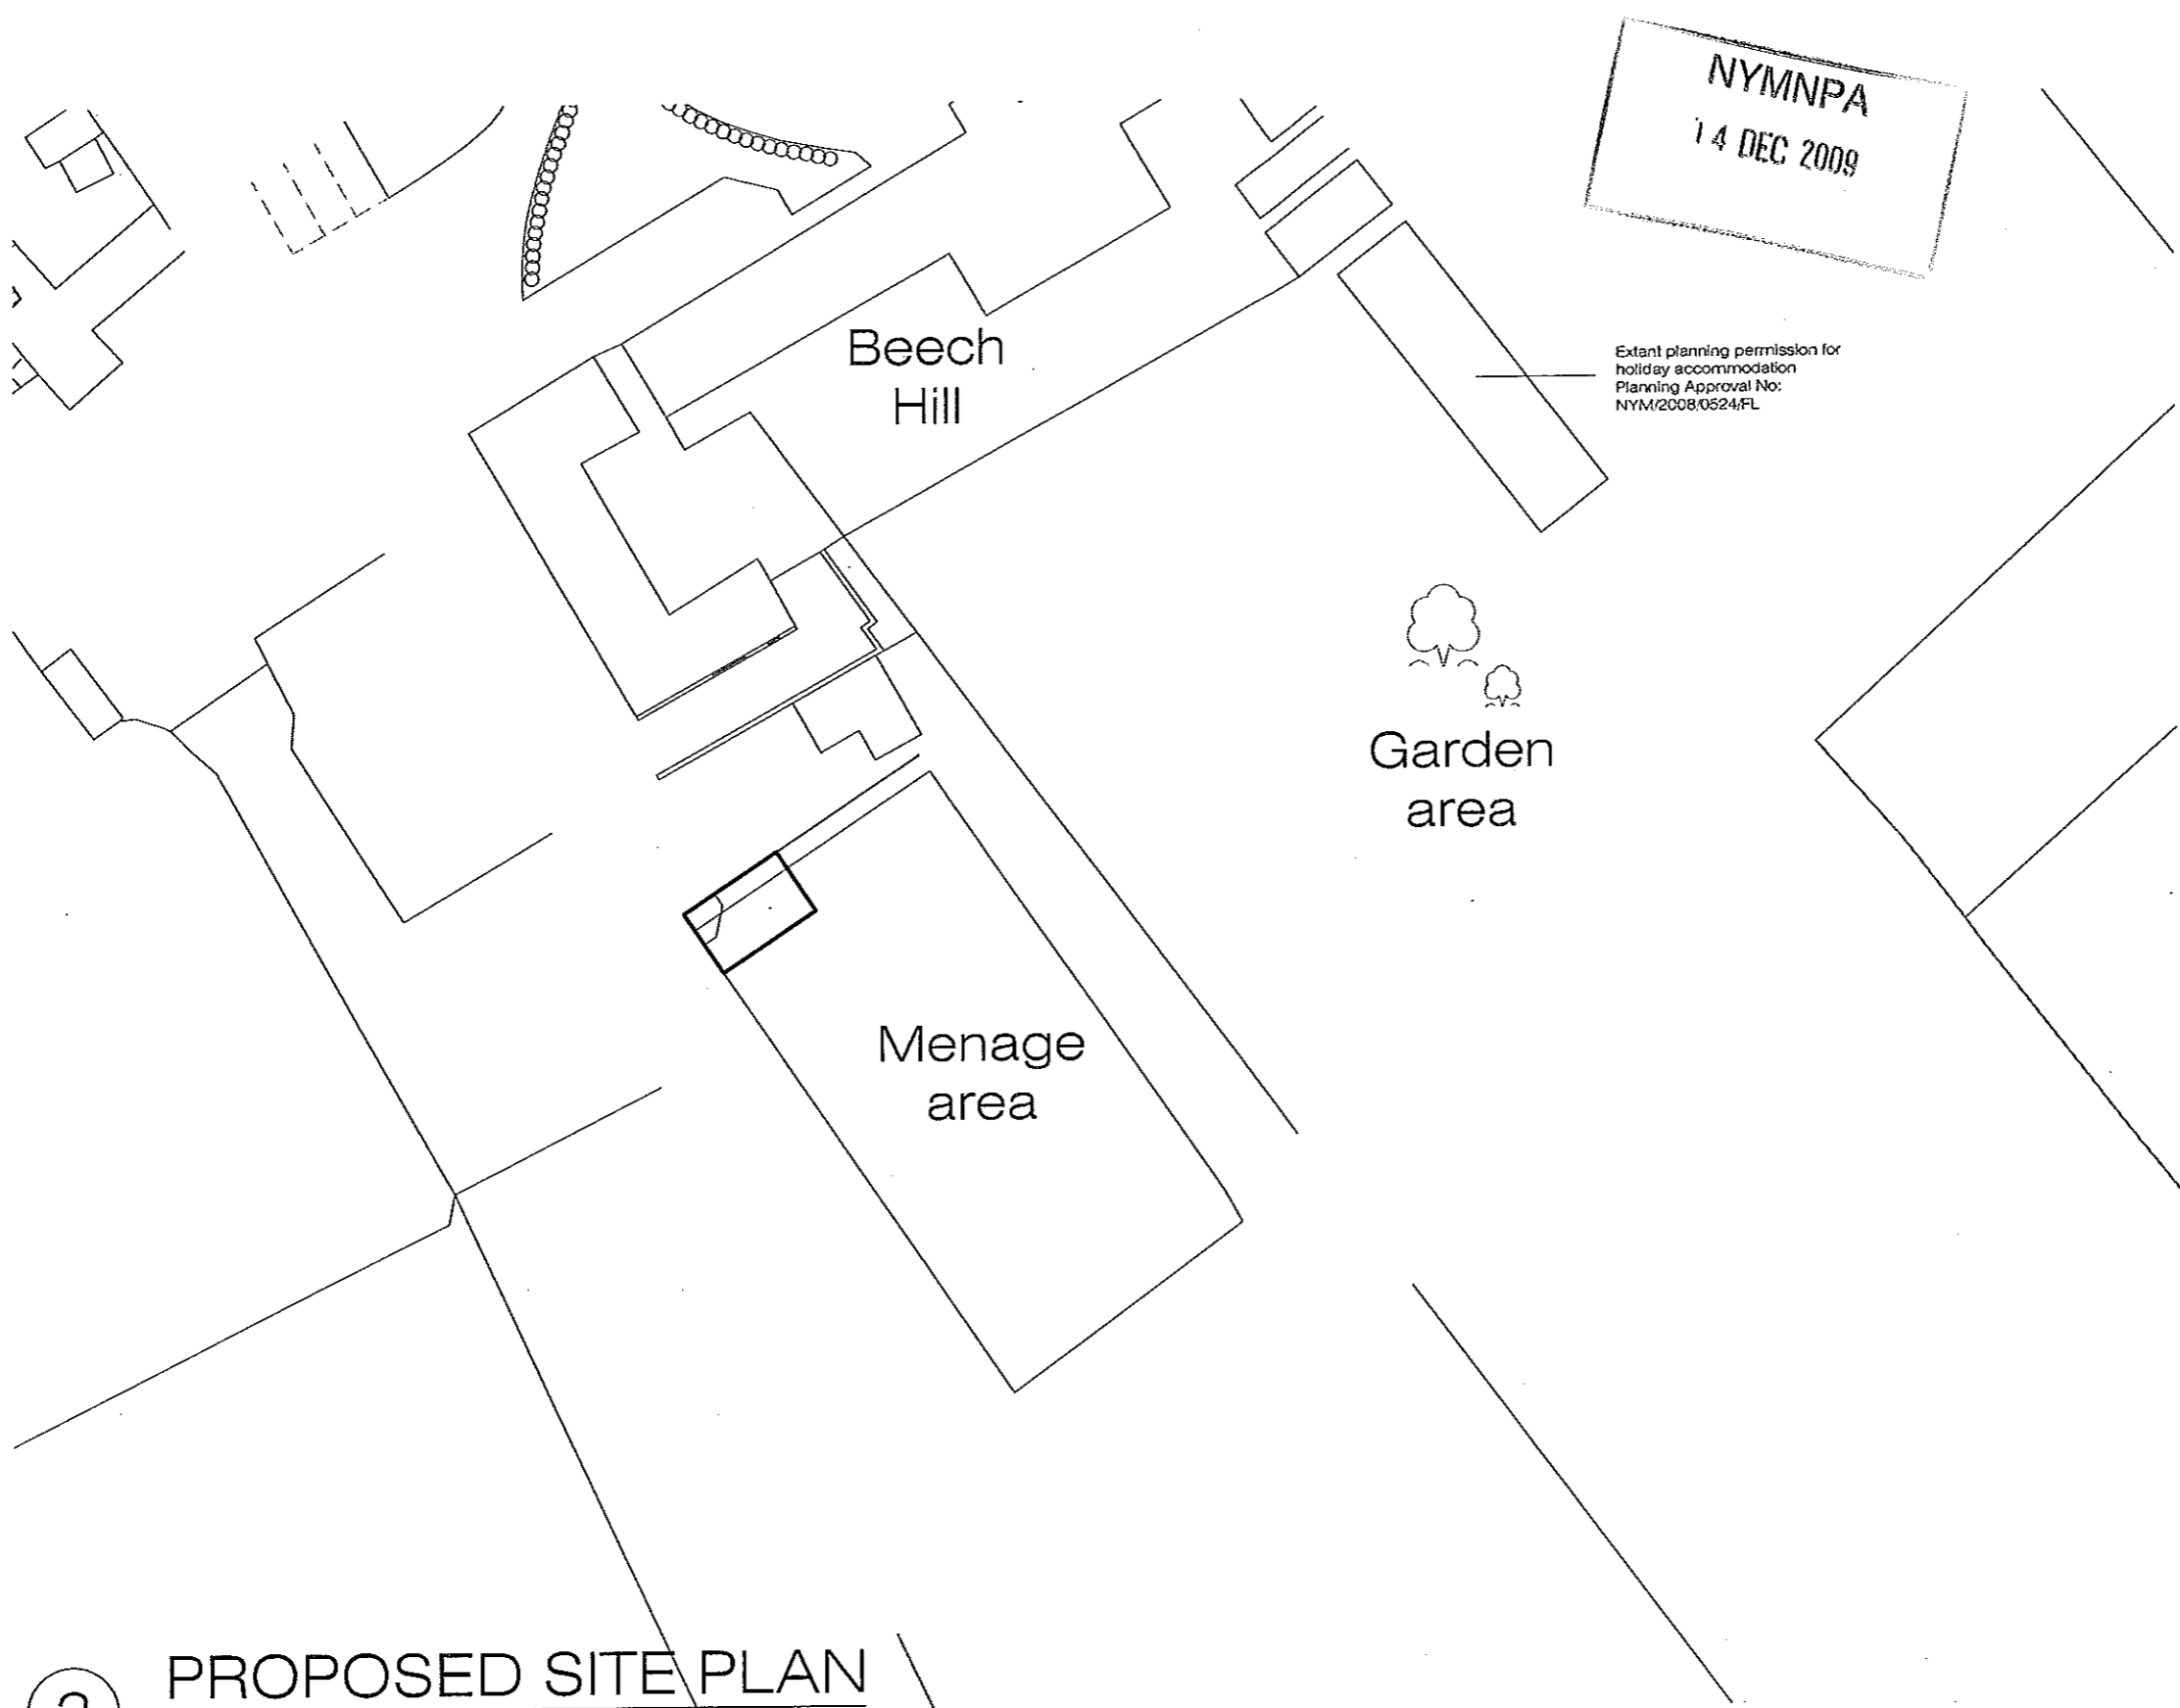 NYMNPA
14 DEC 2009
Beech
Hill
Extant planning permission for
holiday accommodation
Planning Approval No:
NYM/2008/0524/FL
Garden
area
Menage
area
PROPOSED SITE PLAN